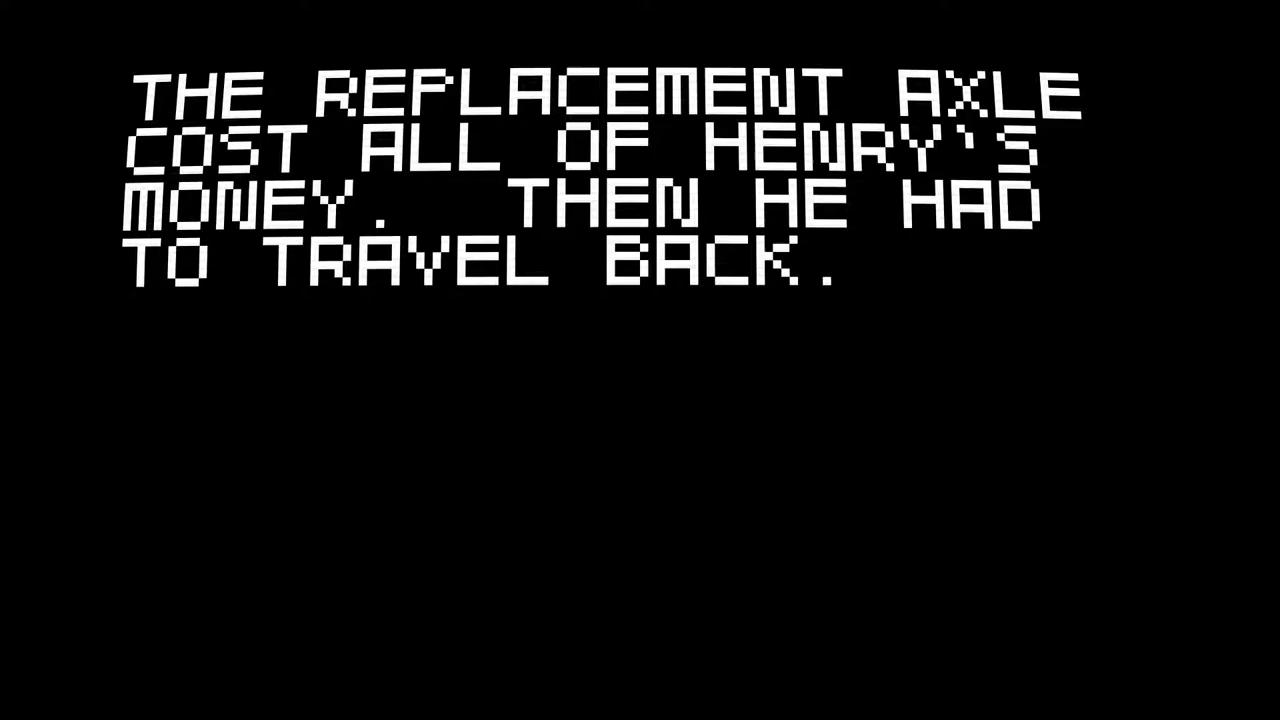 THE REPLACEMENT AXLE
COST ALL OF HENRY'S
MONEY.  THEN HE HAD
TO TRAVEL BACK.